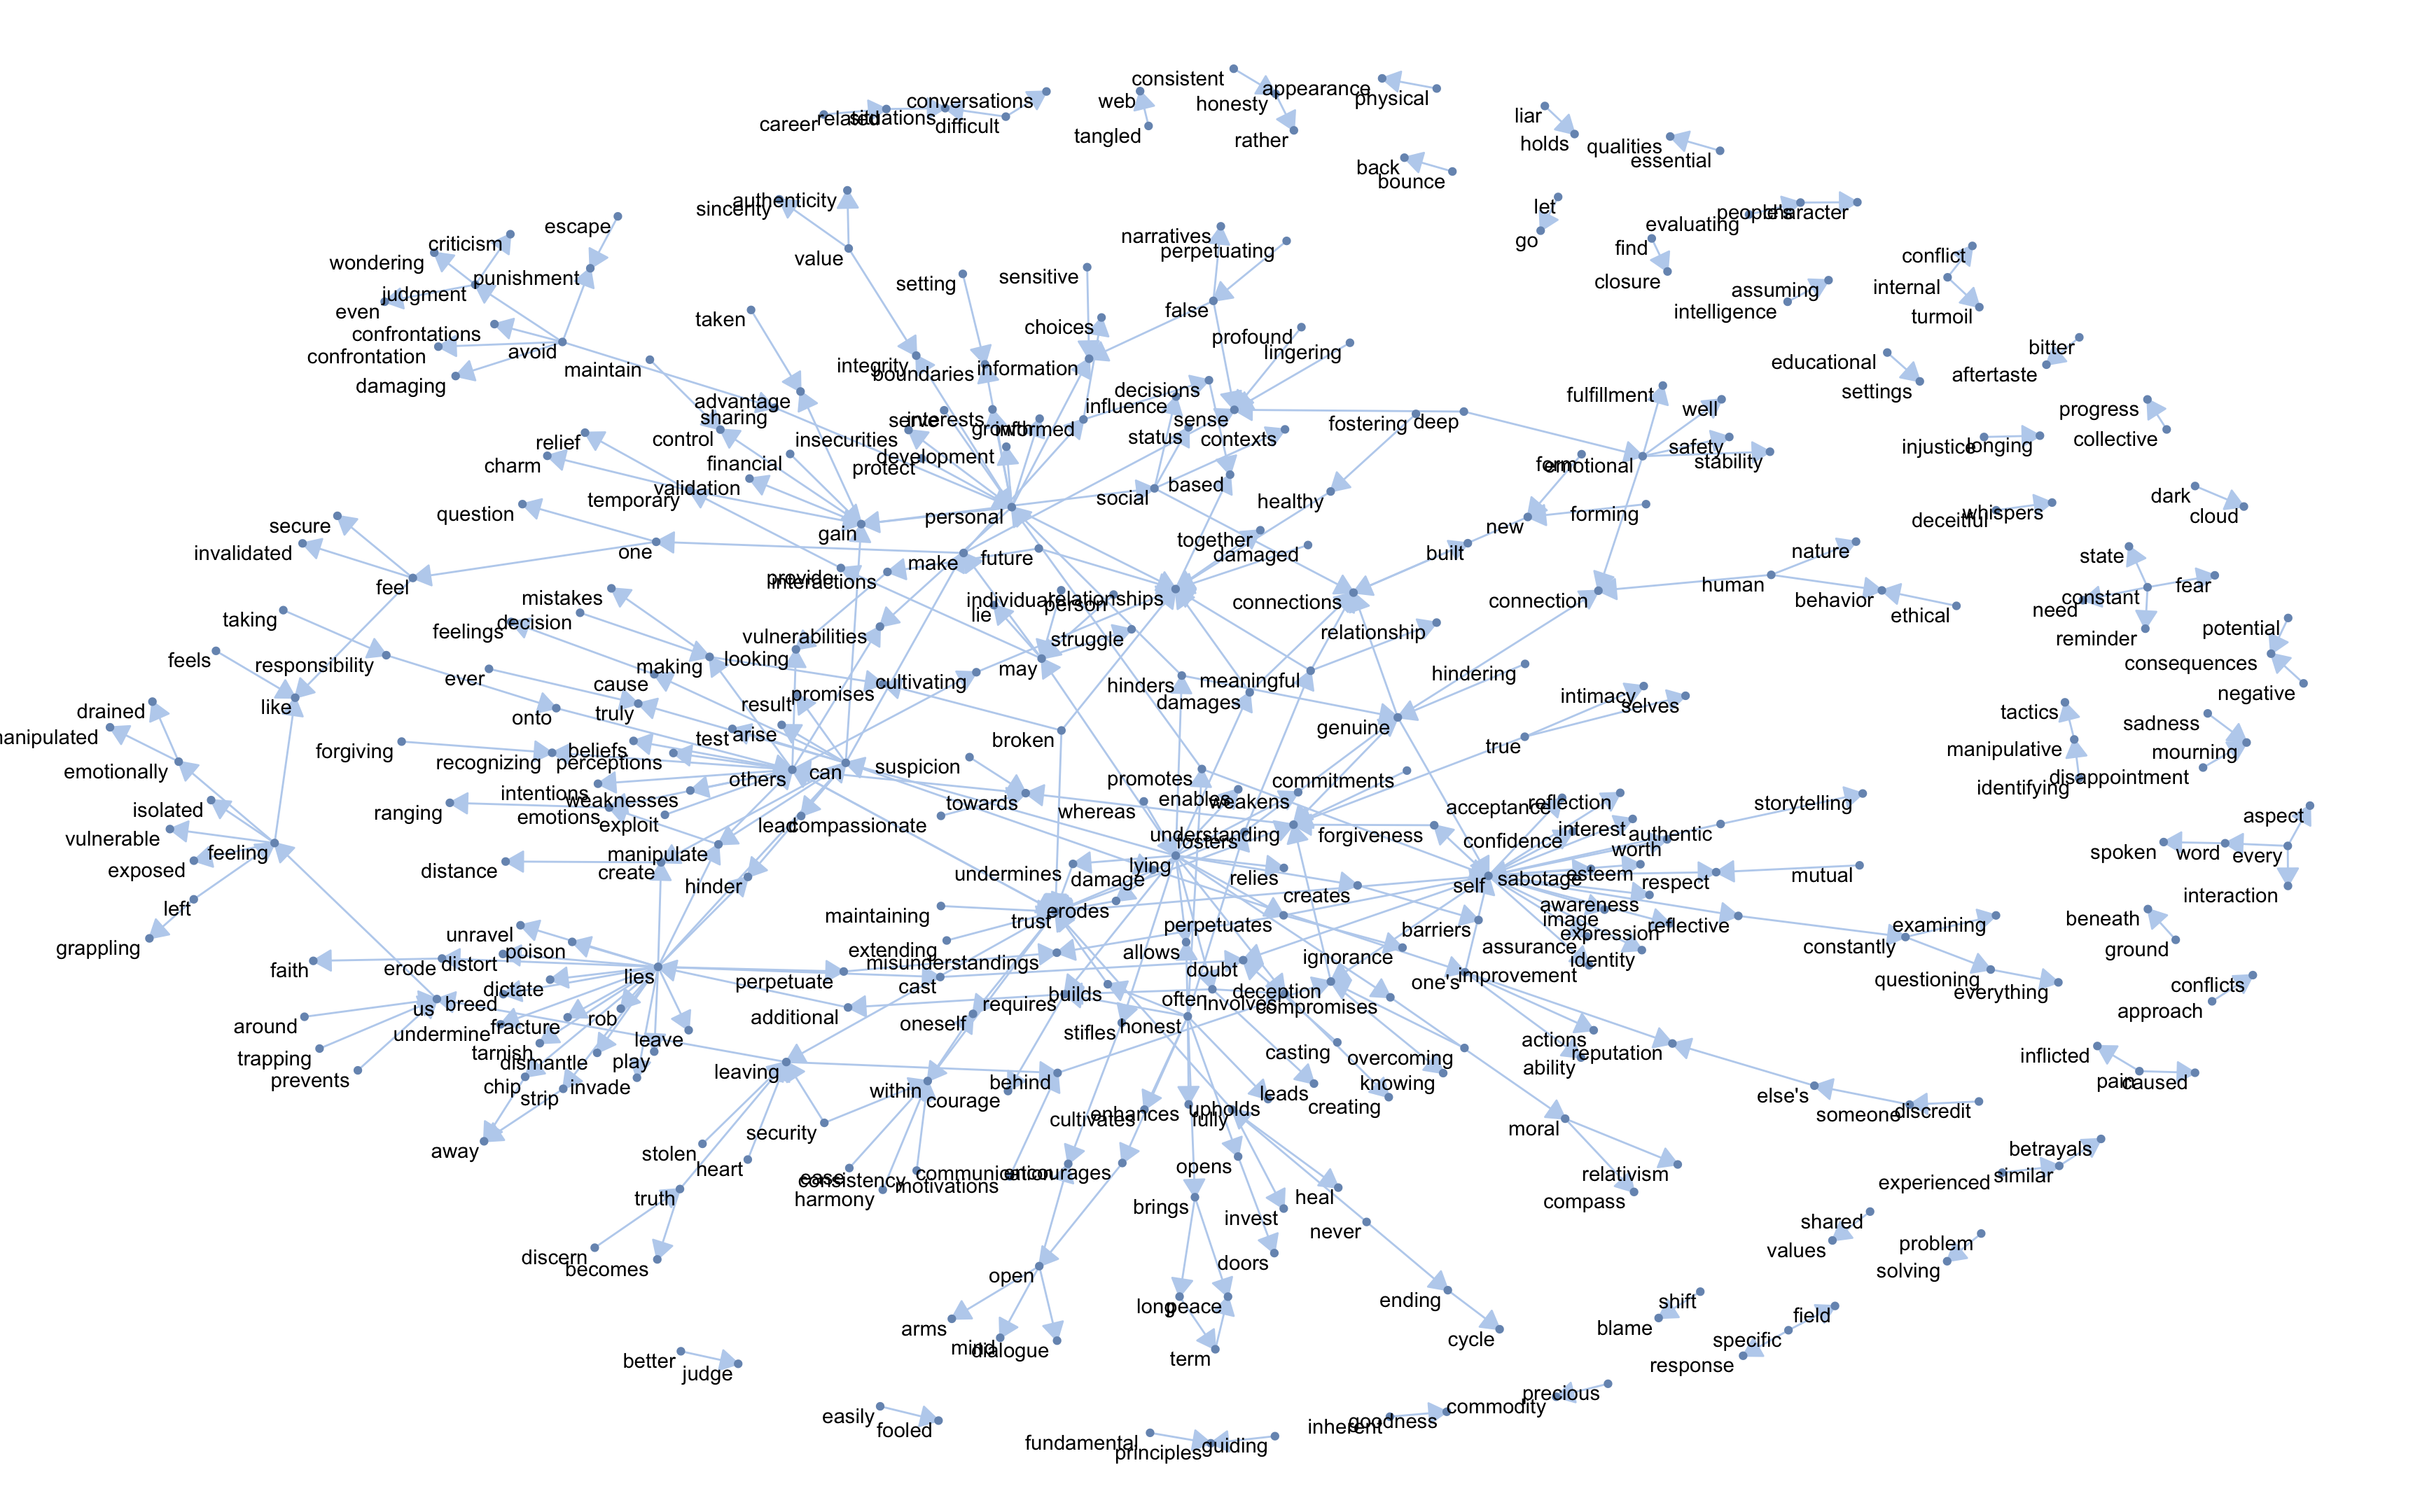 consistent
appearance
physical
conversations
web
honesty
career
related
situations
difficult
tangled
rather
liar
holds
qualities
essential
back
bounce
authenticity
sincerity
let
go
people's
character
evaluating
escape
criticism
wondering
punishment
judgment
even
value
narratives
perpetuating
find
closure
conflict
internal
turmoil
assuming
intelligence
setting
sensitive
taken
choices
false
profound
lingering
confrontations
confrontation
avoid
damaging
maintain
integrity
boundaries
information
educational
settings
bitter
aftertaste
decisions
influence
sense
status
contexts
advantage
sharing
control
serve
interests
growth
informed
insecurities
development
protect
financial
validation
temporary
relief
charm
question
fostering
deep
fulfillment
well
safety
stability
form
emotional
progress
collective
injustice
longing
dark
cloud
deceitful
whispers
social
based
healthy
personal
gain
new
forming
secure
invalidated
one
feel
make
future
together
damaged
built
nature
human
behavior
ethical
state
constant
fear
need
reminder
provide
interactions
individual
relationships
person
lie
connections
connection
relationship
struggle
taking
mistakes
decision
feelings
vulnerabilities
looking
making
may
potential
consequences
negative
feels
responsibility
like
ever
cause
truly
onto
result
promises
cultivating
hinders
damages
meaningful
hindering
genuine
intimacy
selves
true
drained
manipulated
emotionally
forgiving
recognizing
beliefs
perceptions
test
arise
others
can
suspicion
broken
tactics
manipulative
identifying
sadness
mourning
disappointment
isolated
vulnerable
feeling
exposed
left
grappling
ranging
intentions
weaknesses
emotions
exploit
lead
compassionate
towards
whereas
promotes
enables
weakens
commitments
understanding
fosters
forgiveness
acceptance
reflection
interest
confidence
authentic
storytelling
worth
aspect
spoken
word
every
interaction
distance
manipulate
create
hinder
undermines
damage
lying
relies
creates
self
sabotage
esteem
respect
mutual
maintaining
trust
erodes
perpetuates
barriers
awareness
image
expression
reflective
assurance
identity
examining
constantly
questioning
everything
beneath
ground
unravel
poison
faith
erode
distort
lies
extending
misunderstandings
perpetuate
cast
allows
doubt
ignorance
one's
improvement
dictate
us
breed
undermine
fracture
rob
additional
oneself
requires
builds
often
involves
deception
compromises
stifles
honest
conflicts
approach
around
trapping
prevents
tarnish
dismantle
leave
play
chip
strip
invade
away
leaving
within
courage
behind
casting
overcoming
knowing
creating
leads
actions
ability
reputation
inflicted
pain
caused
else's
someone
discredit
cultivates
enhances
upholds
fully
security
stolen
heart
truth
ease
consistency
harmony
motivations
communication
encourages
opens
moral
relativism
compass
betrayals
experienced
similar
discern
becomes
brings
heal
invest
never
doors
shared
values
problem
solving
open
arms
mind
dialogue
long
peace
term
ending
cycle
shift
blame
field
specific
response
better
judge
easily
fooled
precious
commodity
inherent
goodness
fundamental
principles
guiding